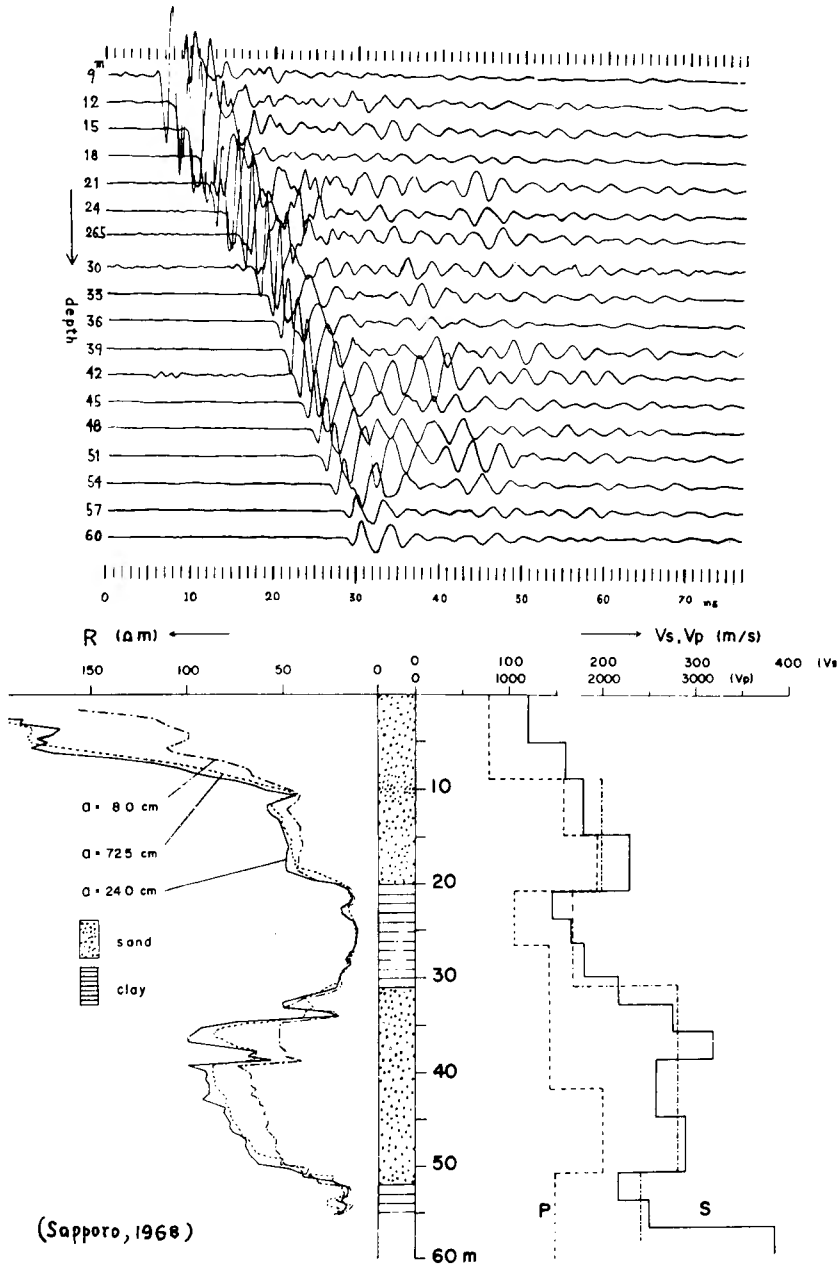 9 m
12
15
18
21
24
26.5
30
33
36
39
42
45
48
51
54
57
60
depth
0 10 20 30 40 50 60 70 ms
R (Ωm) ← → Vs, Vp (m/s)
150 100 50 0 0 100 200 300 400 (Vs
0 1000 2000 3000 (Vp)
10
a = 80 cm
a = 725 cm
20
a = 240 cm
sand
clay
30
40
50
P S
(Sapporo, 1968)
60 m